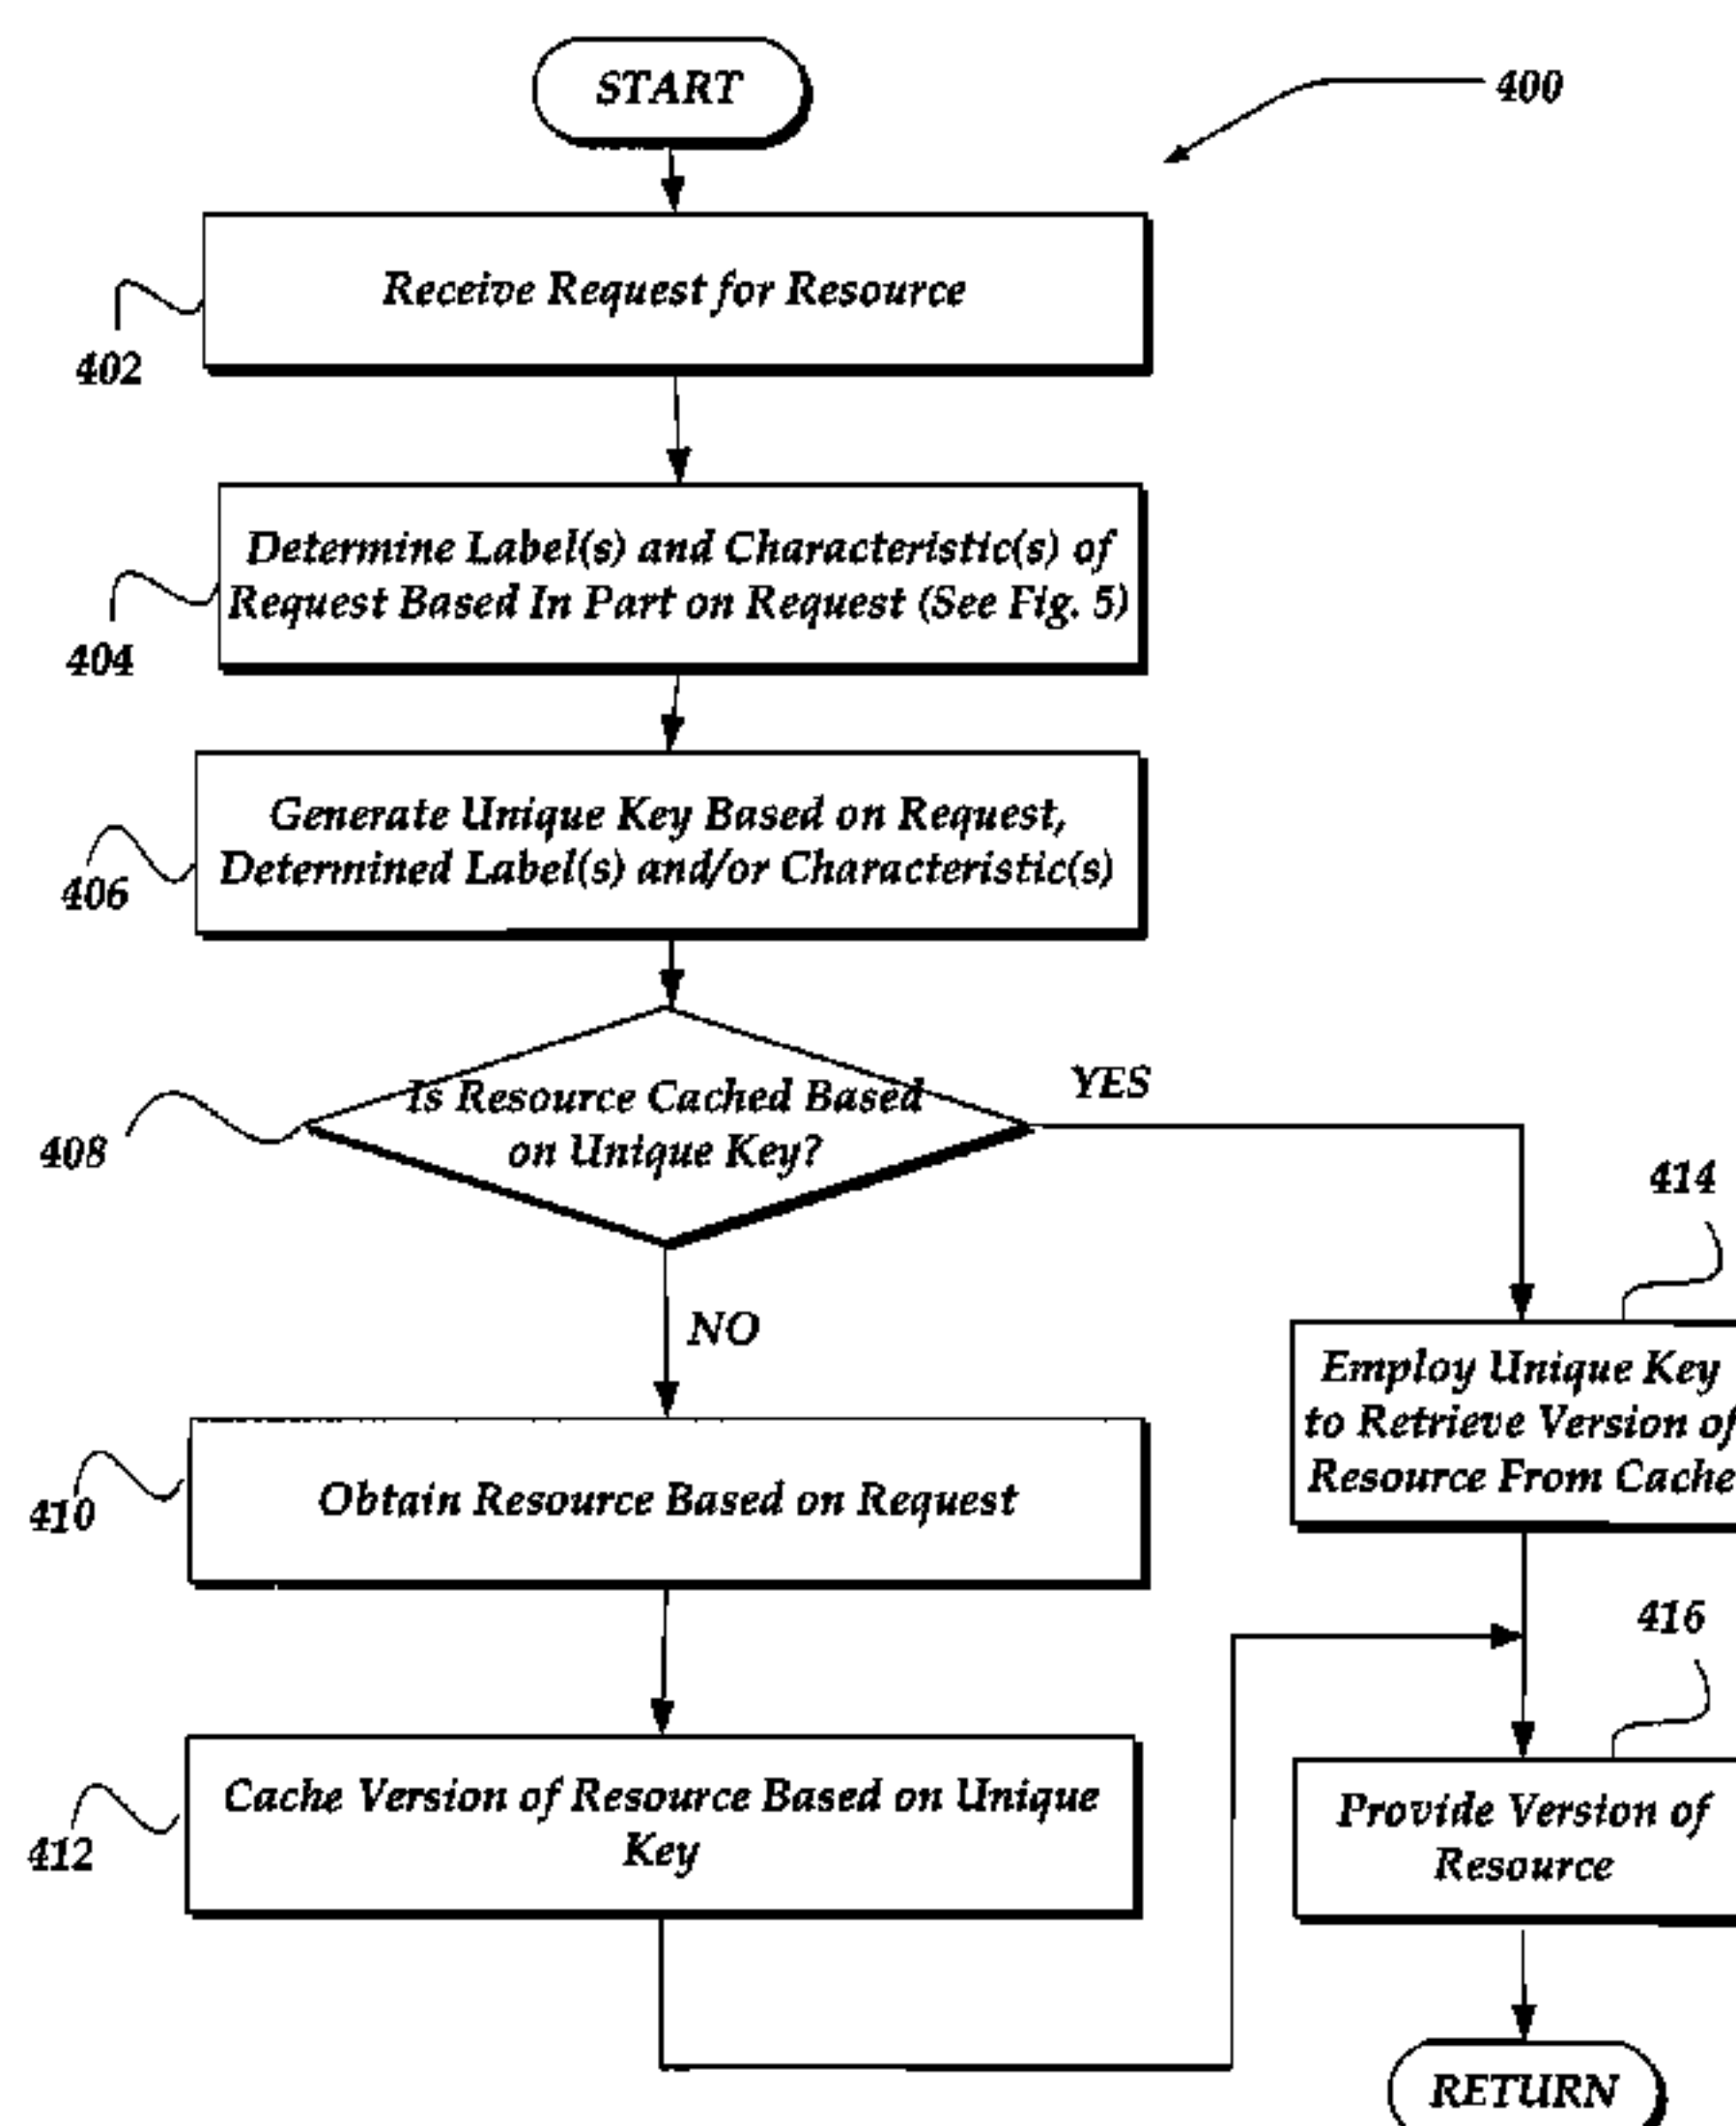 START
400
Receive Request for Resource
402
Determine Label(s) and Characteristic(s) of
Request Based In Part on Request (See Fig. 5)
404
Generate Unique Key Based on Request,
Determined Label(s) and/or Characteristic(s)
406
Is Resource Cached Based
on Unique Key?
YES
408
414
NO
Employ Unique Key
to Retrieve Version of
Resource From Cache
Obtain Resource Based on Request
410
416
Cache Version of Resource Based on Unique
Key
412
Provide Version of
Resource
RETURN